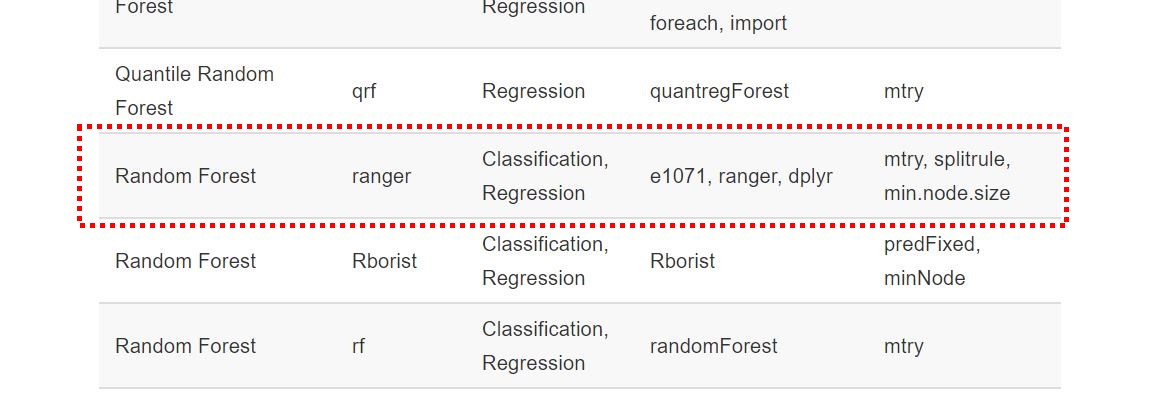 Forest Regression
foreach, import
Quantile Random
Forest qrf Regression quantregForest mtry
Random Forest ranger Classification,
Regression e1071, ranger, dplyr mtry, splitrule,
min.node.size
Random Forest Rborist Classification,
Regression Rborist predFixed,
minNode
Random Forest rf Classification,
Regression randomForest mtry